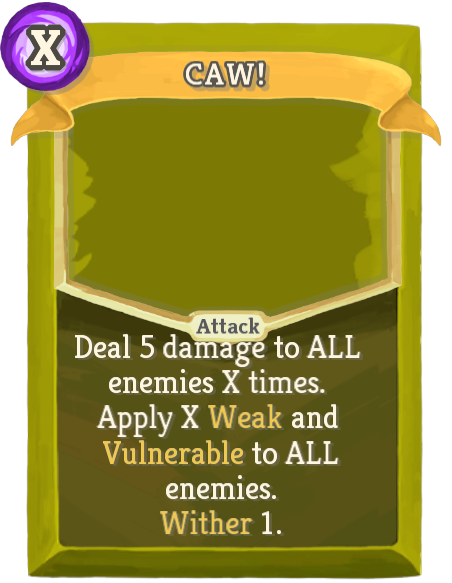 X
CAW!
Attack
Deal 5 damage to ALL
enemies X times.
Apply X Weak and
Vulnerable to ALL
enemies.
Wither 1.